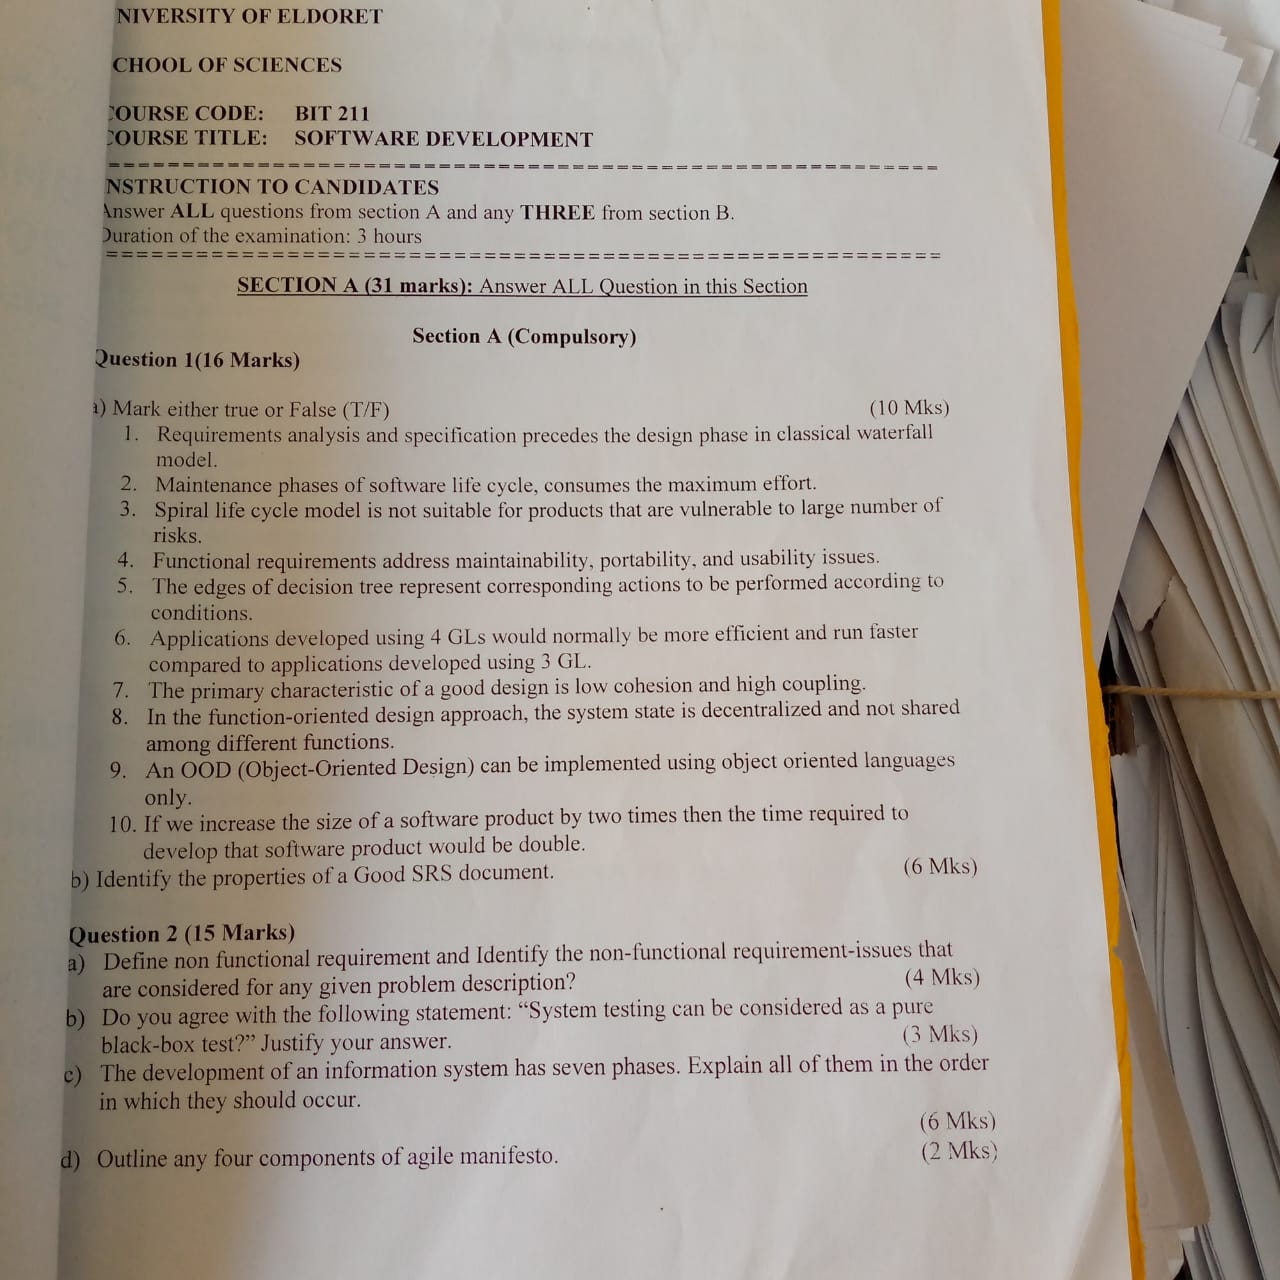 NIVERSITY OF ELDORET
CHOOL OF SCIENCES
COURSE CODE: BIT 211
COURSE TITLE: SOFTWARE DEVELOPMENT
=========================================================
NSTRUCTION TO CANDIDATES
Answer ALL questions from section A and any THREE from section B.
Duration of the examination: 3 hours
=========================================================
SECTION A (31 marks): Answer ALL Question in this Section
Section A (Compulsory)
Question 1(16 Marks)
a) Mark either true or False (T/F) (10 Mks)
1. Requirements analysis and specification precedes the design phase in classical waterfall
model.
2. Maintenance phases of software life cycle, consumes the maximum effort.
3. Spiral life cycle model is not suitable for products that are vulnerable to large number of
risks.
4. Functional requirements address maintainability, portability, and usability issues.
5. The edges of decision tree represent corresponding actions to be performed according to
conditions.
6. Applications developed using 4 GLs would normally be more efficient and run faster
compared to applications developed using 3 GL.
7. The primary characteristic of a good design is low cohesion and high coupling.
8. In the function-oriented design approach, the system state is decentralized and not shared
among different functions.
9. An OOD (Object-Oriented Design) can be implemented using object oriented languages
only.
10. If we increase the size of a software product by two times then the time required to
develop that software product would be double.
b) Identify the properties of a Good SRS document. (6 Mks)
Question 2 (15 Marks)
a) Define non functional requirement and Identify the non-functional requirement-issues that
are considered for any given problem description? (4 Mks)
b) Do you agree with the following statement: “System testing can be considered as a pure
black-box test?” Justify your answer. (3 Mks)
c) The development of an information system has seven phases. Explain all of them in the order
in which they should occur.
(6 Mks)
d) Outline any four components of agile manifesto. (2 Mks)